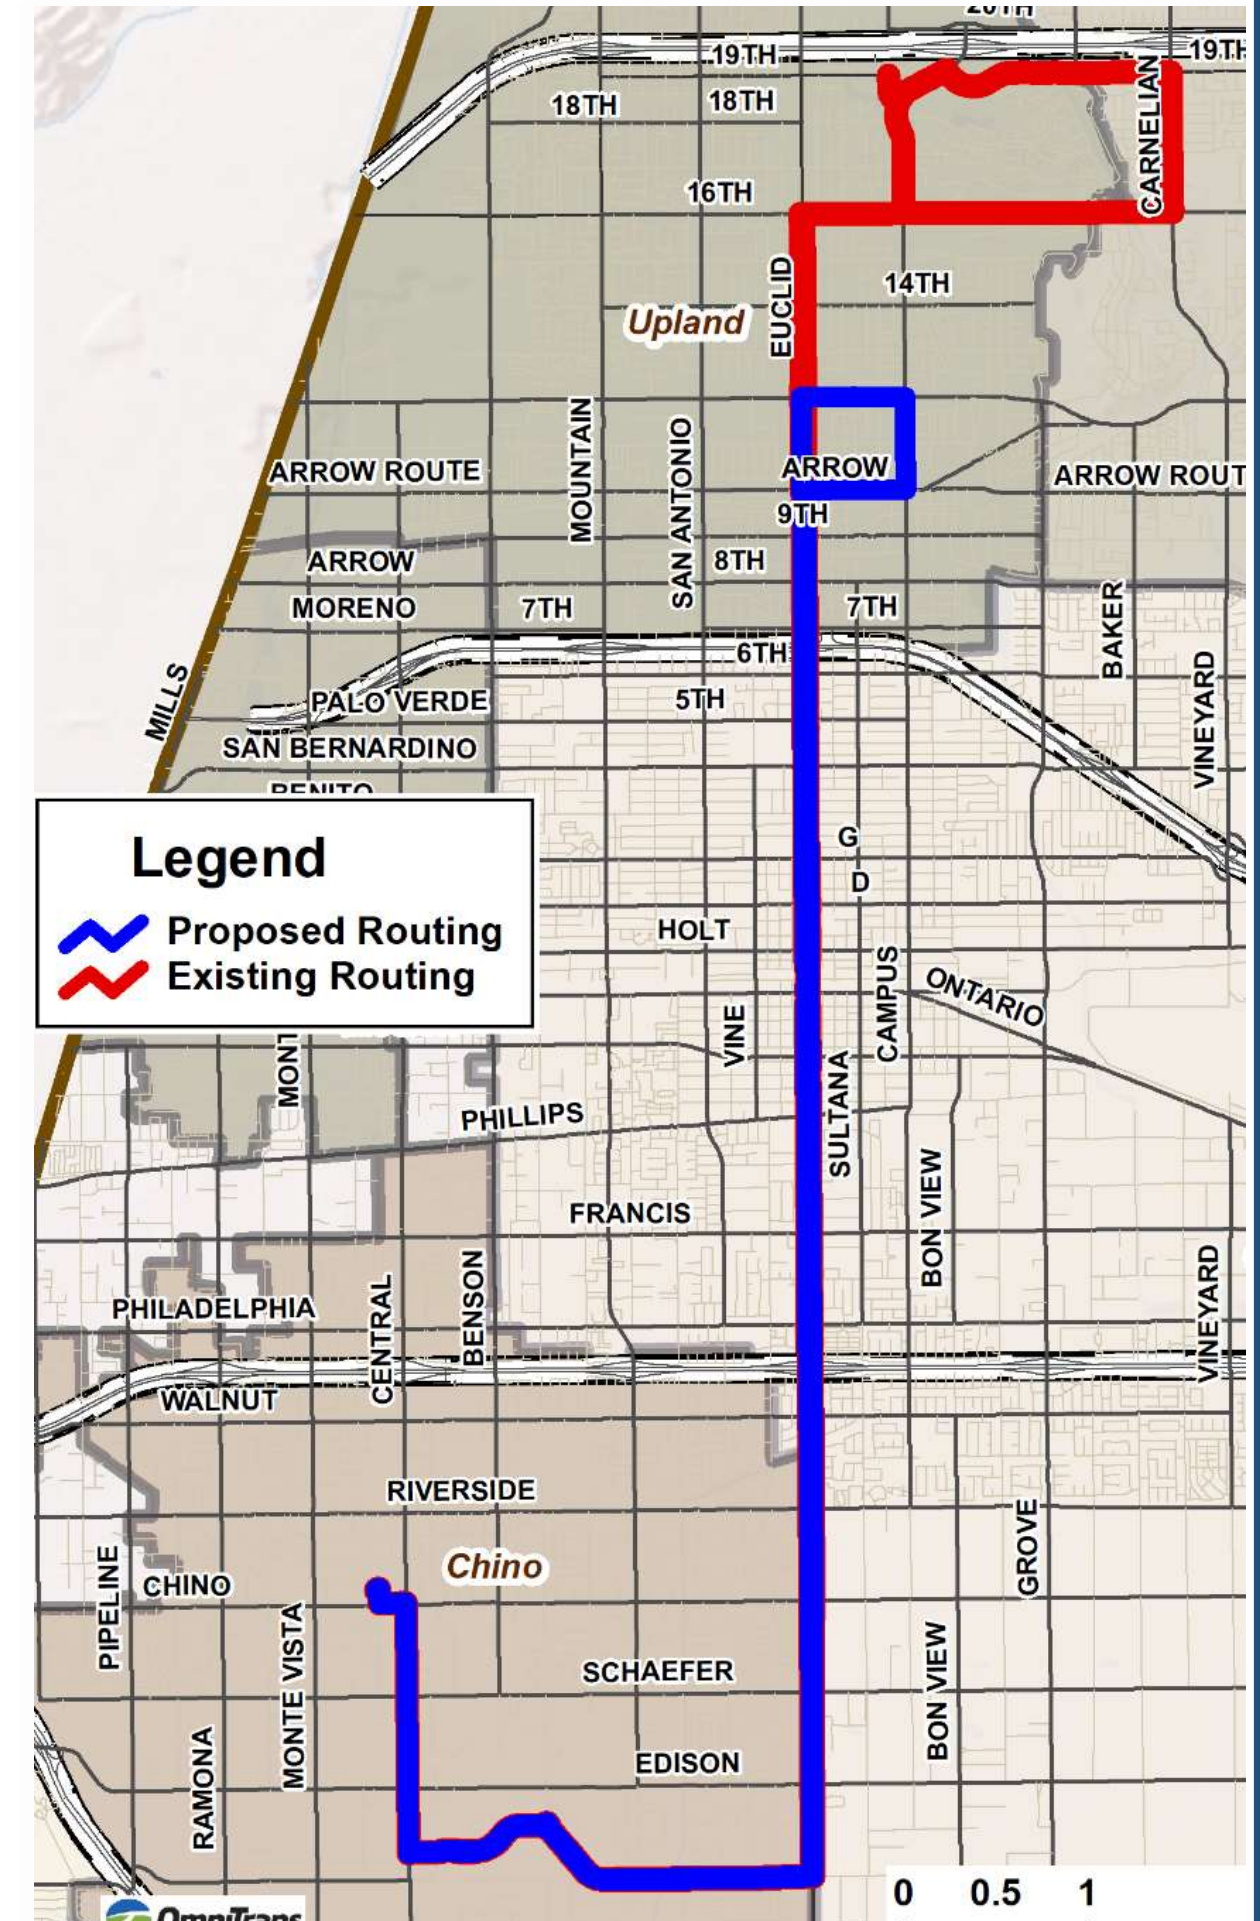 20TH
19TH
19TH
18TH
18TH
CARNELIAN
16TH
14TH
EUCLID
Upland
MOUNTAIN
SAN ANTONIO
ARROW ROUTE
ARROW
ARROW ROUT
9TH
ARROW
8TH
MORENO
7TH
7TH
BAKER
6TH
VINEYARD
MILLS
PALO VERDE
5TH
SAN BERNARDINO
BENITO
Legend
Proposed Routing
Existing Routing
G
D
HOLT
CAMPUS
ONTARIO
VINE
MONT
SULTANA
PHILLIPS
BON VIEW
FRANCIS
PHILADELPHIA
CENTRAL
BENSON
VINEYARD
WALNUT
RIVERSIDE
Chino
GROVE
PIPELINE
CHINO
MONTE VISTA
SCHAEFER
BON VIEW
EDISON
RAMONA
0 0.5 1
OmniTrans